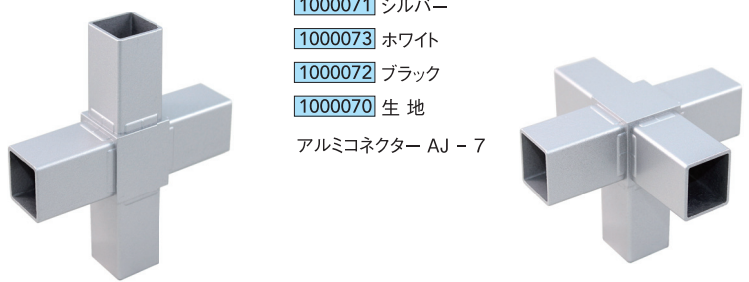 1000071 シルバー
1000073 ホワイト
1000072 ブラック
1000070 生 地
アルミコネクター AJ － 7